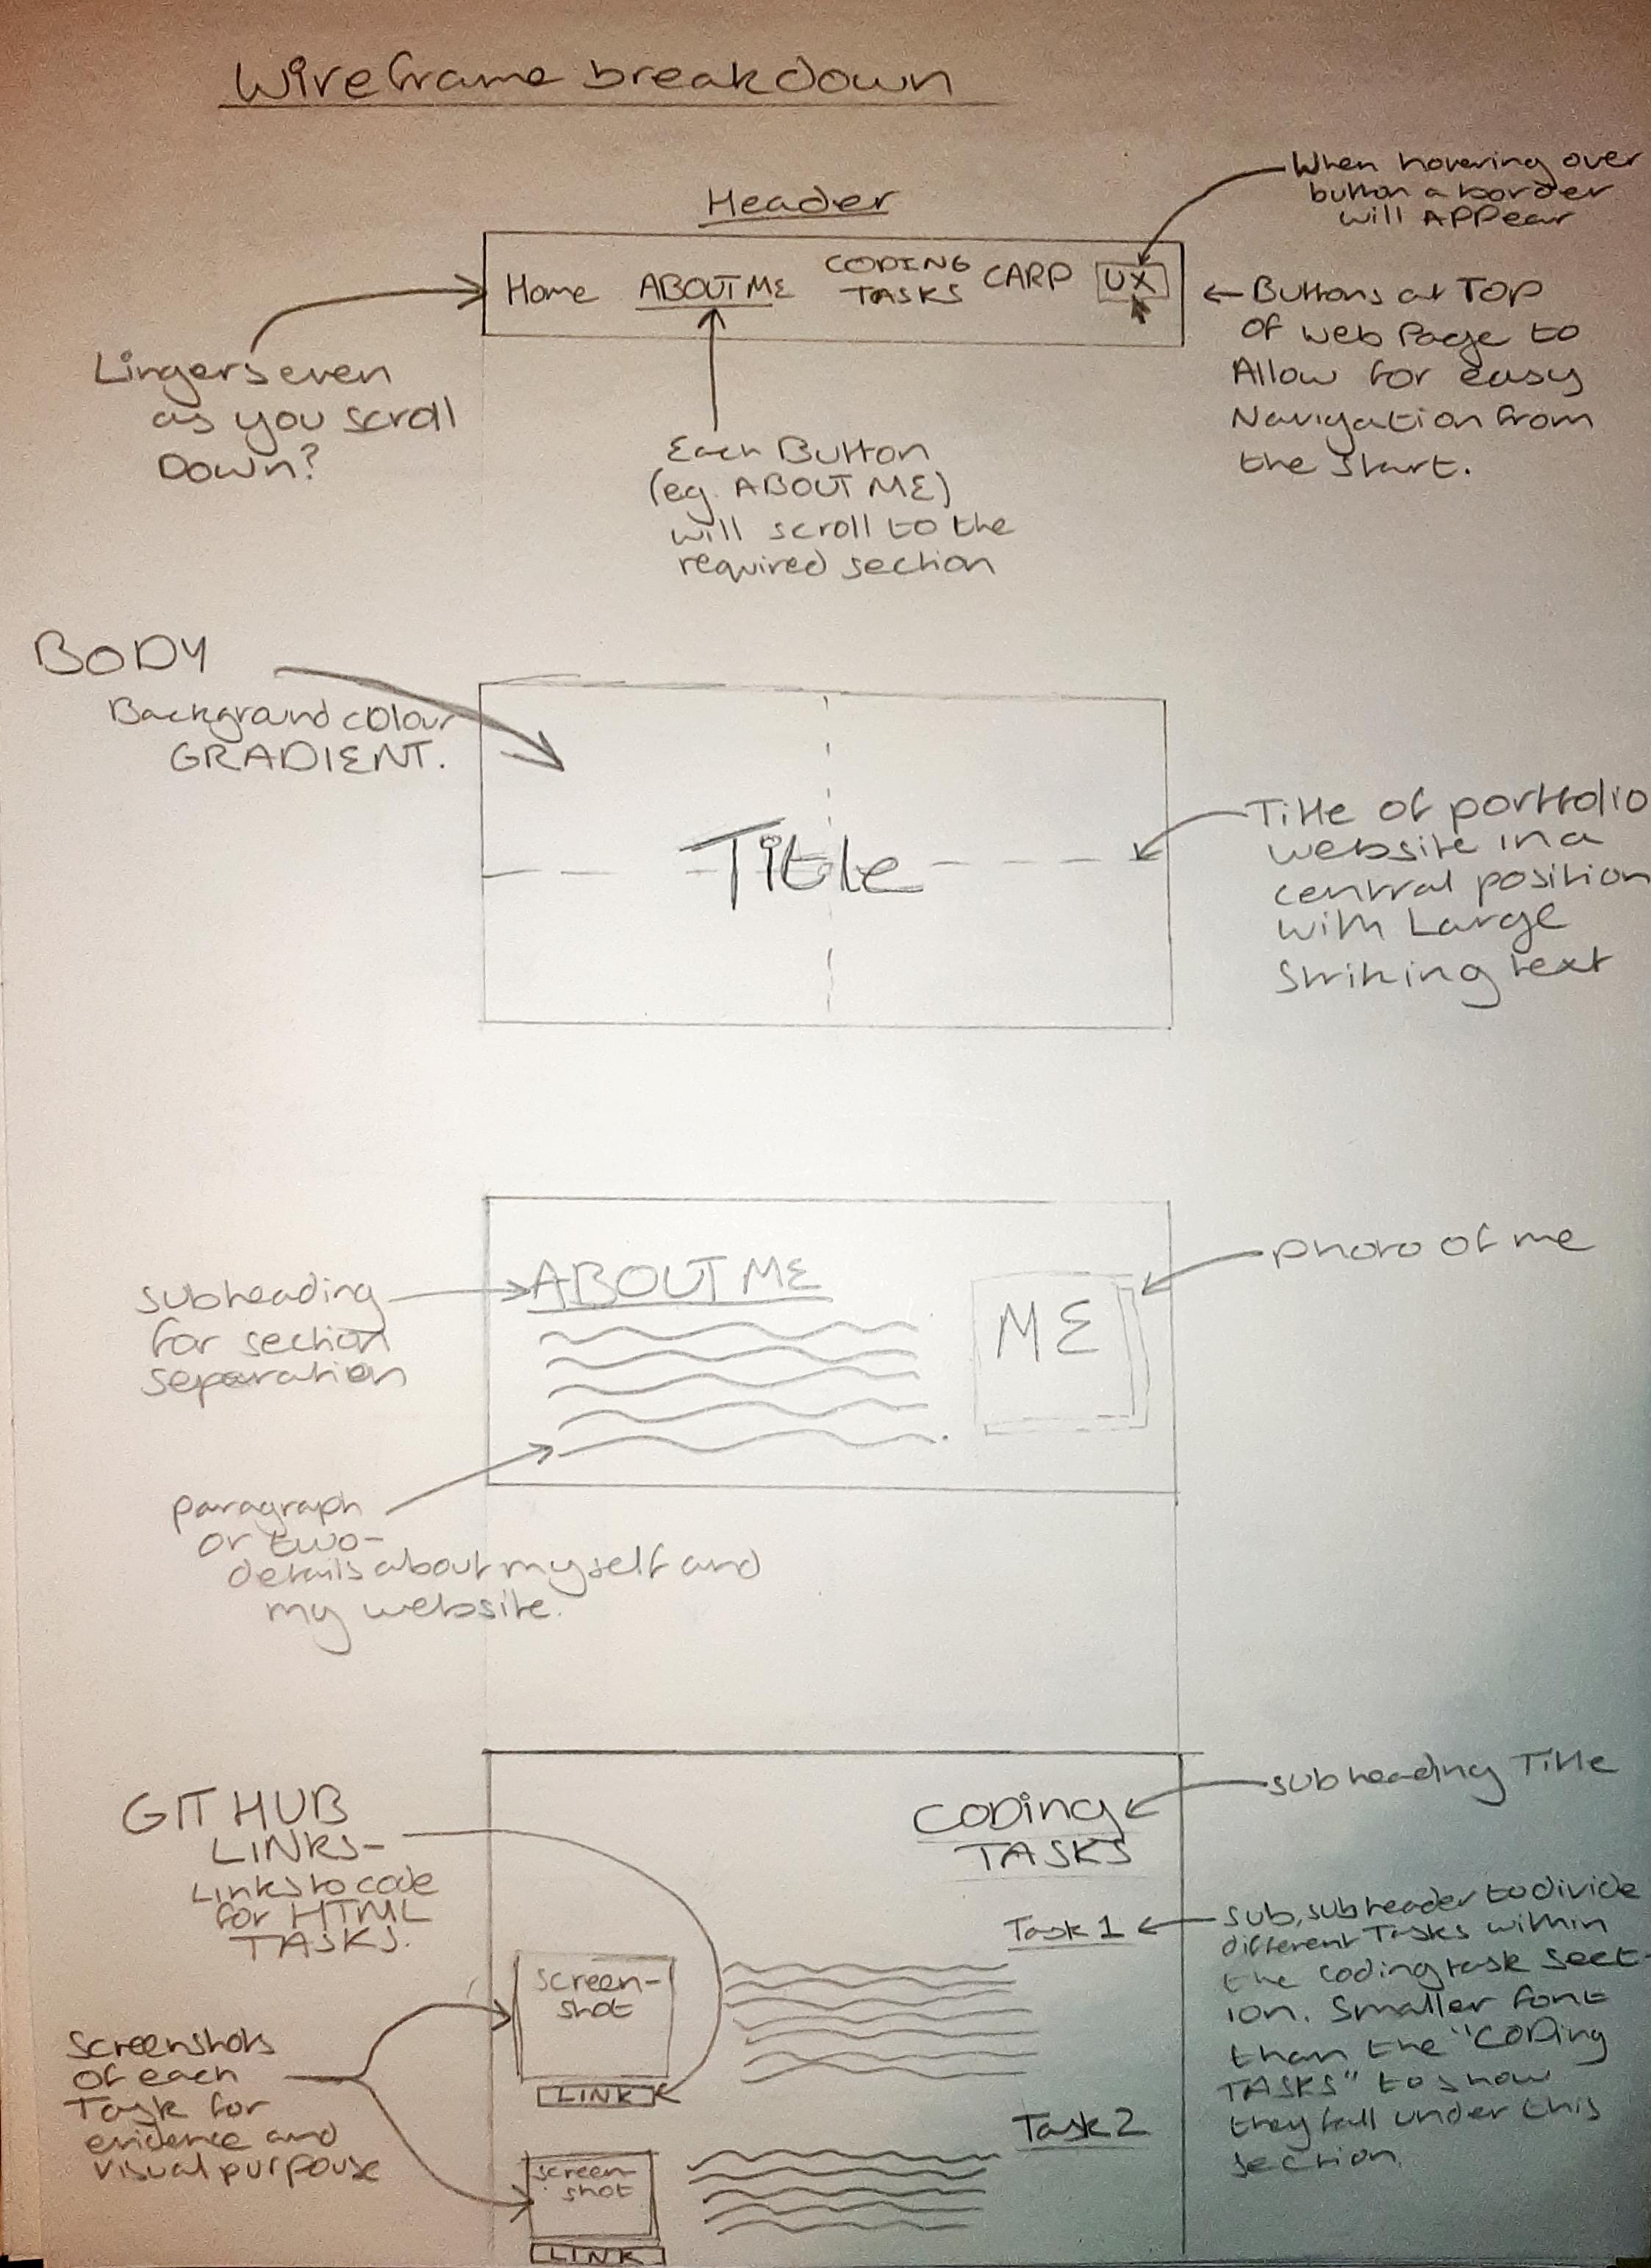 Wireframe breakdown
Header
When hovering over
button a border
will APPear
Home ABOUT ME CODING TASKS CARP UX
Lingers even
as you scroll
Down?
Each Button
(eg. ABOUT ME)
will scroll to the
required section
← Buttons at TOP
OF web Page to
Allow for easy
Navigation from
the start.
BODY
Background colour
GRADIENT.
Title
Title of portfolio
website in a
central position
with Large
striking text
subheading
for section
separation
ABOUT ME
ME
photo of me
paragraph
or two-
details about myself and
my website.
GITHUB
LINKS-
Links to code
for HTML
TASKS.
CODing
TASKS
subheading Title
Task 1
sub, subheader to divide
different Tasks within
the coding task sect-
ion. Smaller font
than the "CODing
TASKS" to show
they fall under this
section.
screenshots
Of each
Task for
evidence and
visual purpouse
screen-
shot
LINK
Task 2
screen-
shot
LINK